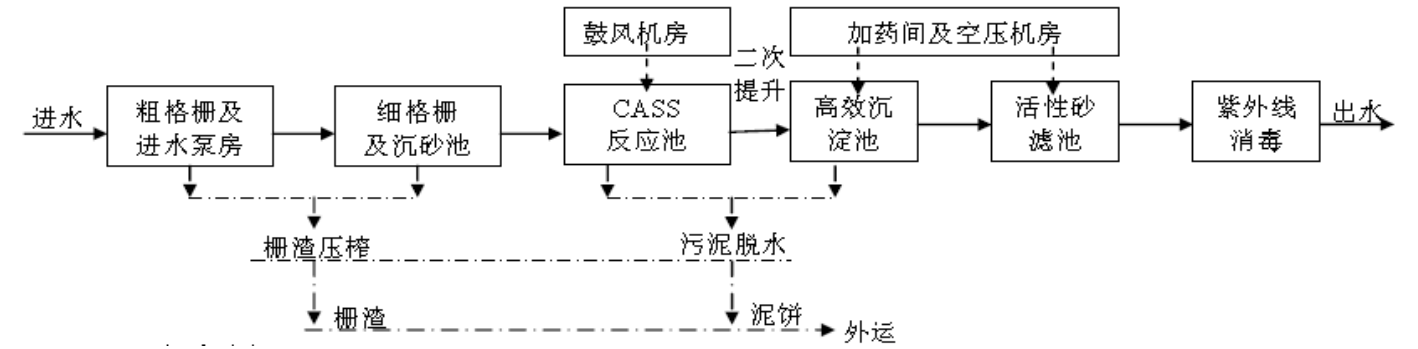 鼓风机房
加药间及空压机房
二次
提升
进水
粗格栅及
进水泵房
细格栅
及沉砂池
CASS
反应池
高效沉
淀池
活性砂
滤池
紫外线
消毒
出水
栅渣压榨
污泥脱水
栅渣
泥饼
外运